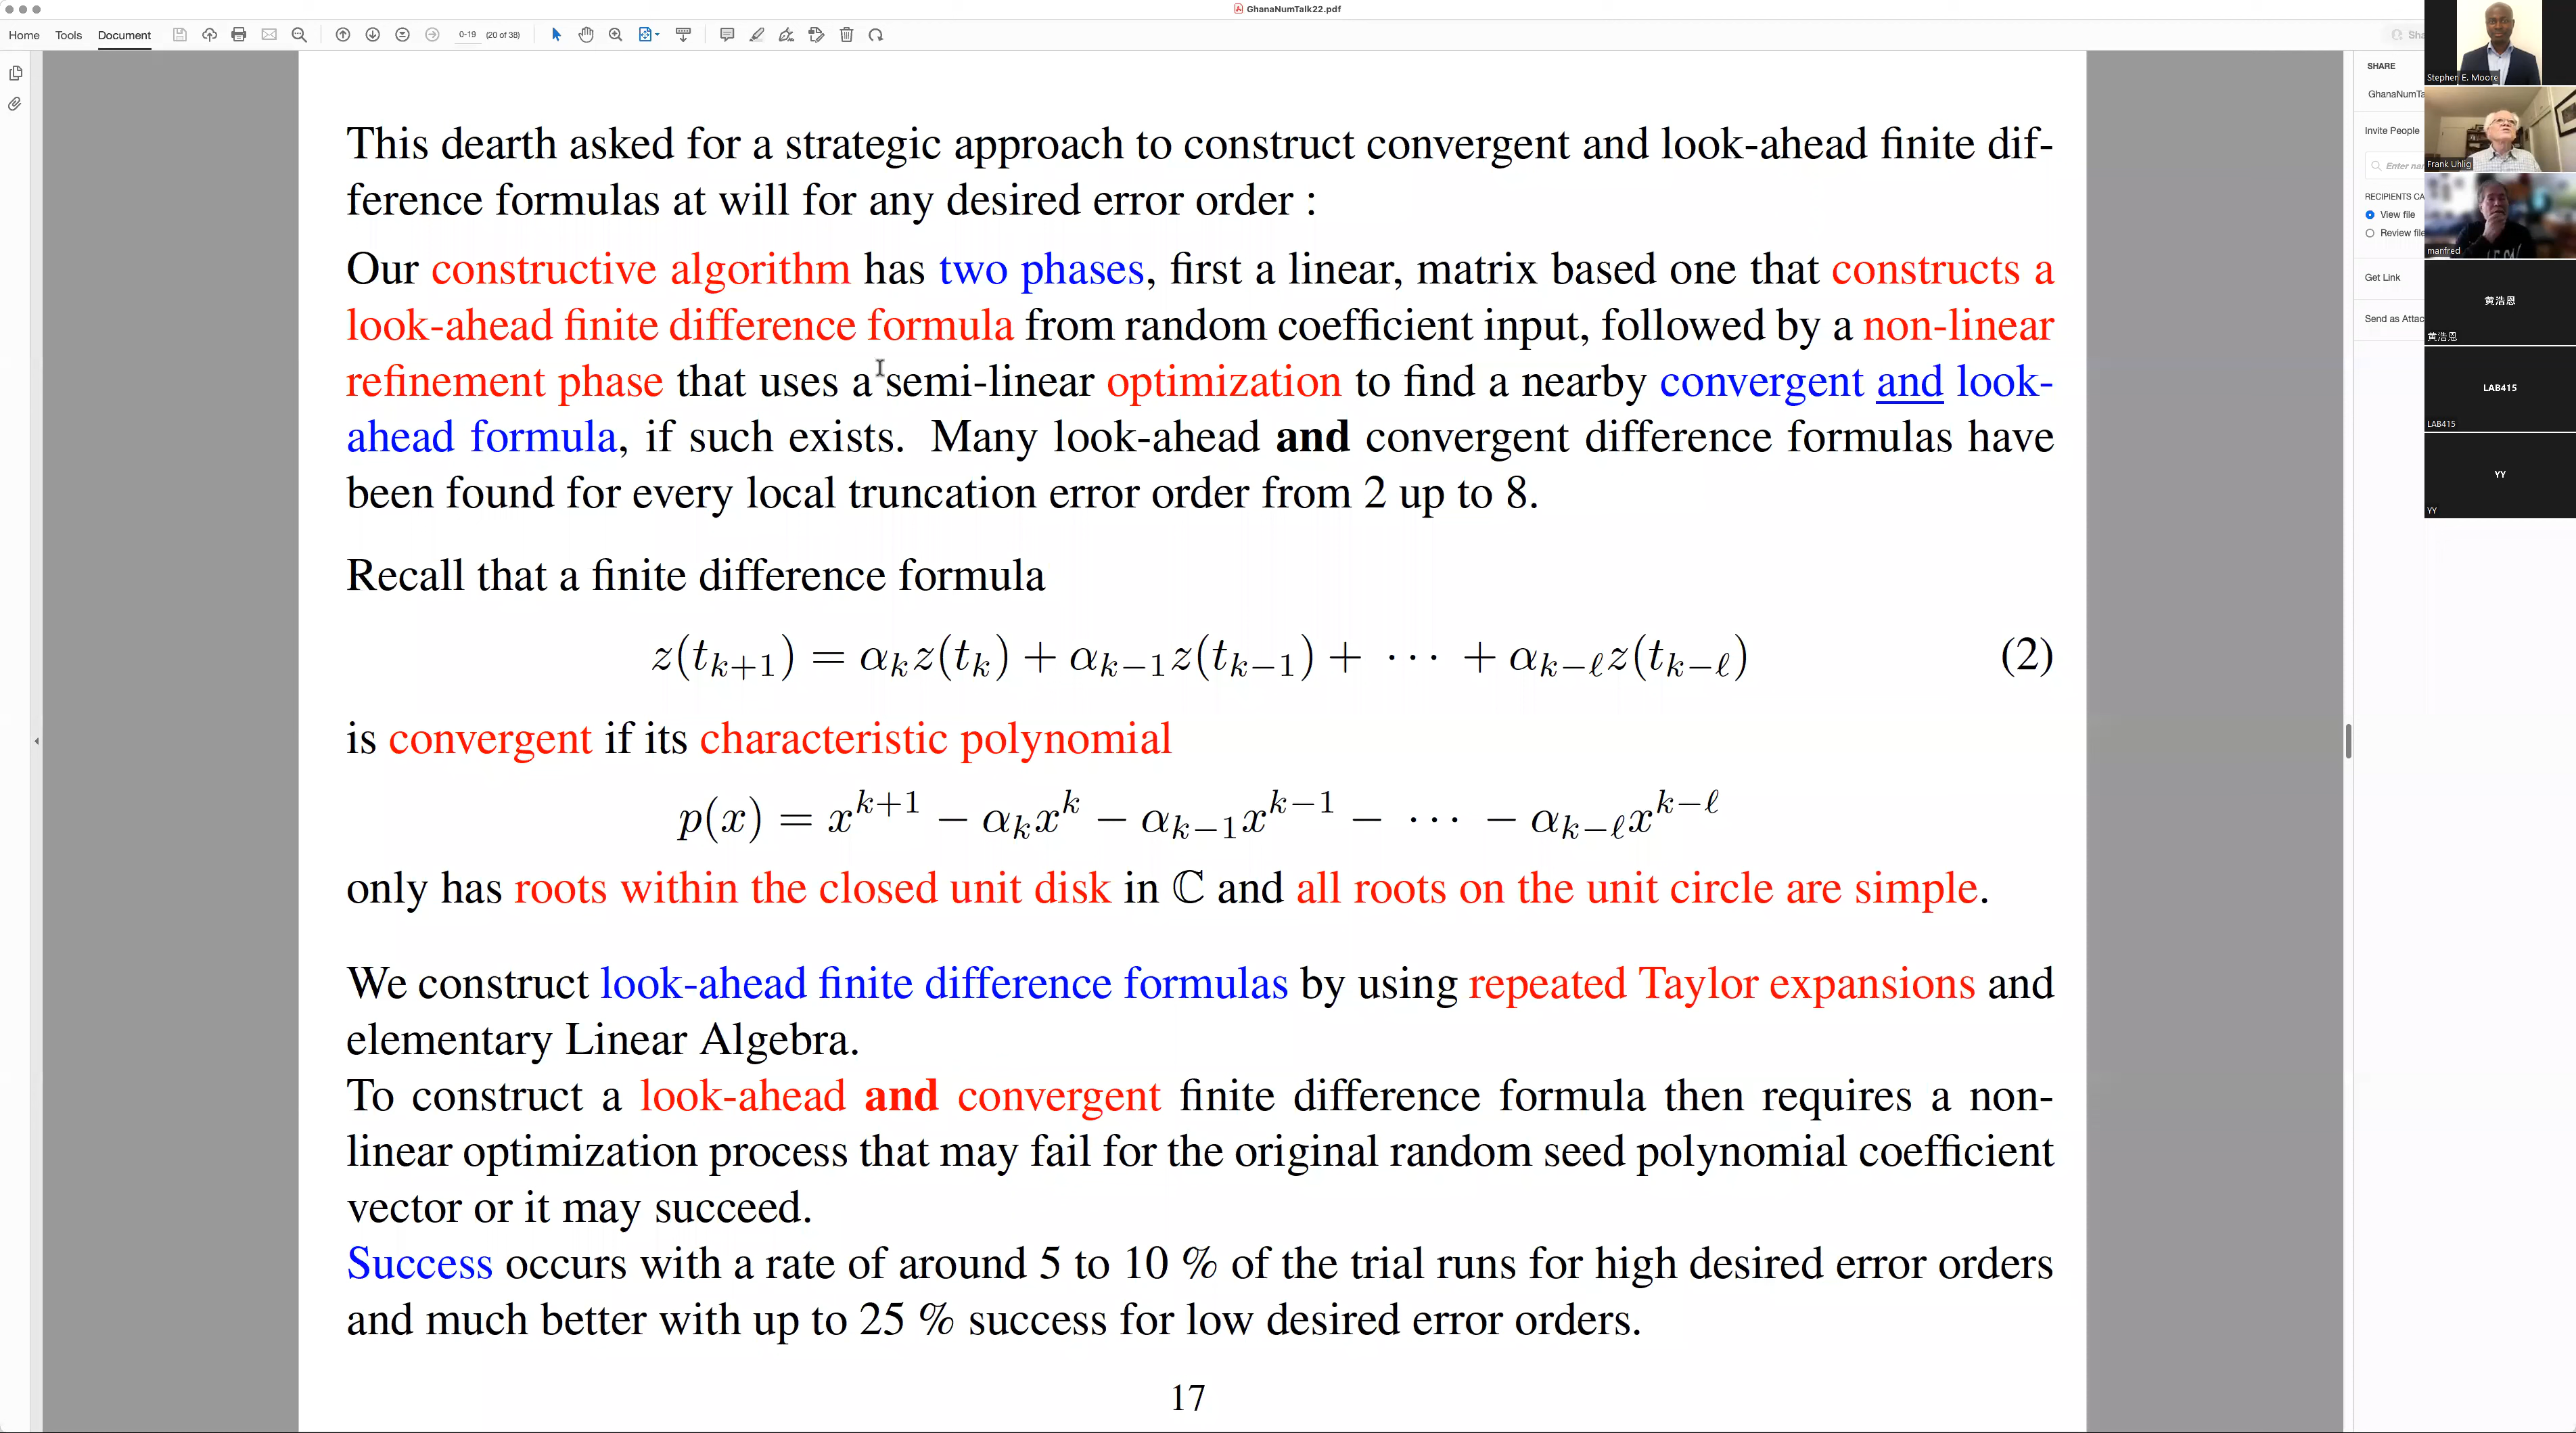 GhanaNumTalk22.pdf
Home Tools Document 0-19 (20 of 38)
This dearth asked for a strategic approach to construct convergent and look-ahead finite dif-
ference formulas at will for any desired error order :
Our constructive algorithm has two phases, first a linear, matrix based one that constructs a
look-ahead finite difference formula from random coefficient input, followed by a non-linear
refinement phase that uses a semi-linear optimization to find a nearby convergent and look-
ahead formula, if such exists. Many look-ahead and convergent difference formulas have
been found for every local truncation error order from 2 up to 8.
Recall that a finite difference formula
z(t_{k+1}) = α_k z(t_k) + α_{k−1} z(t_{k−1}) + ⋯ + α_{k−ℓ} z(t_{k−ℓ}) (2)
is convergent if its characteristic polynomial
p(x) = x^{k+1} − α_k x^k − α_{k−1} x^{k−1} − ⋯ − α_{k−ℓ} x^{k−ℓ}
only has roots within the closed unit disk in ℂ and all roots on the unit circle are simple.
We construct look-ahead finite difference formulas by using repeated Taylor expansions and
elementary Linear Algebra.
To construct a look-ahead and convergent finite difference formula then requires a non-
linear optimization process that may fail for the original random seed polynomial coefficient
vector or it may succeed.
Success occurs with a rate of around 5 to 10 % of the trial runs for high desired error orders
and much better with up to 25 % success for low desired error orders.
17
SHARE
GhanaNumTa
Invite People
Enter na
RECIPIENTS CA
View file
Review file
Get Link
Send as Attac
Stephen E. Moore
Frank Uhlig
manfred
黄浩恩
黄浩恩
LAB415
LAB415
YY
YY